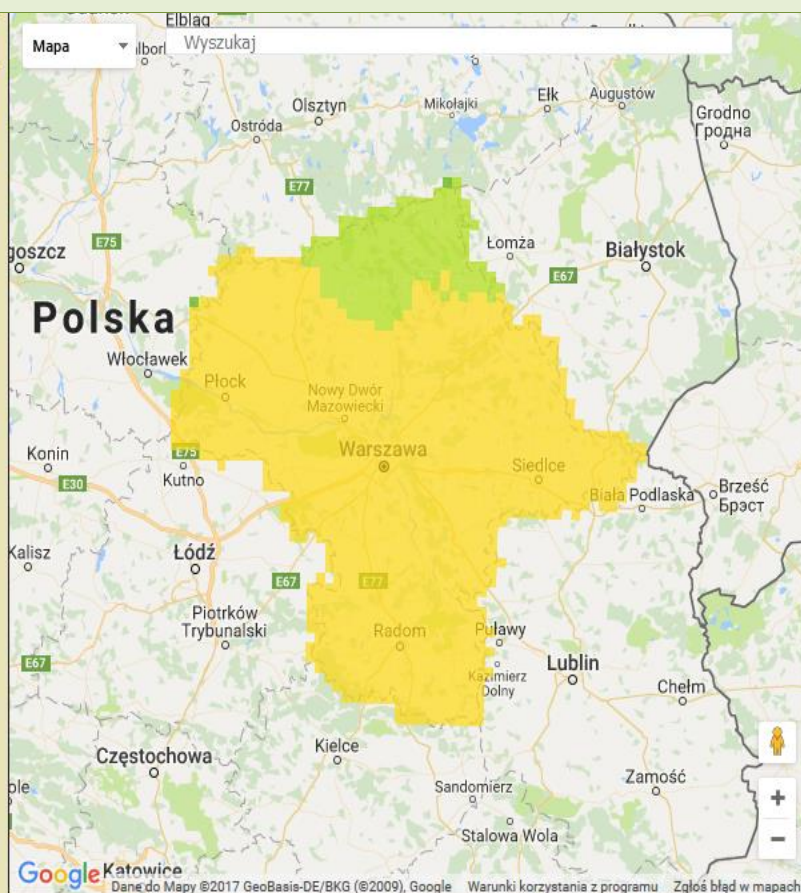 Elbląg
Mapa
Wyszukaj
Olsztyn
Mikołajki
Ełk
Augustów
Grodno
Гродна
Ostróda
E77
goszcz
E75
Łomża
Białystok
E67
Polska
Włocławek
Płock
Nowy Dwór
Mazowiecki
Warszawa
Konin
E75
Kutno
E30
Siedlce
Biała Podlaska
Brześć
Брэст
Kalisz
Łódź
E67
E77
Piotrków
Trybunalski
Radom
Puławy
E67
Kazimierz
Dolny
Lublin
Chełm
Częstochowa
Kielce
Zamość
Sandomierz
Stalowa Wola
ole
+
−
Google
Katowice
Dane do Mapy ©2017 GeoBasis-DE/BKG (©2009), Google Warunki korzystania z programu Zgłoś błąd w mapach